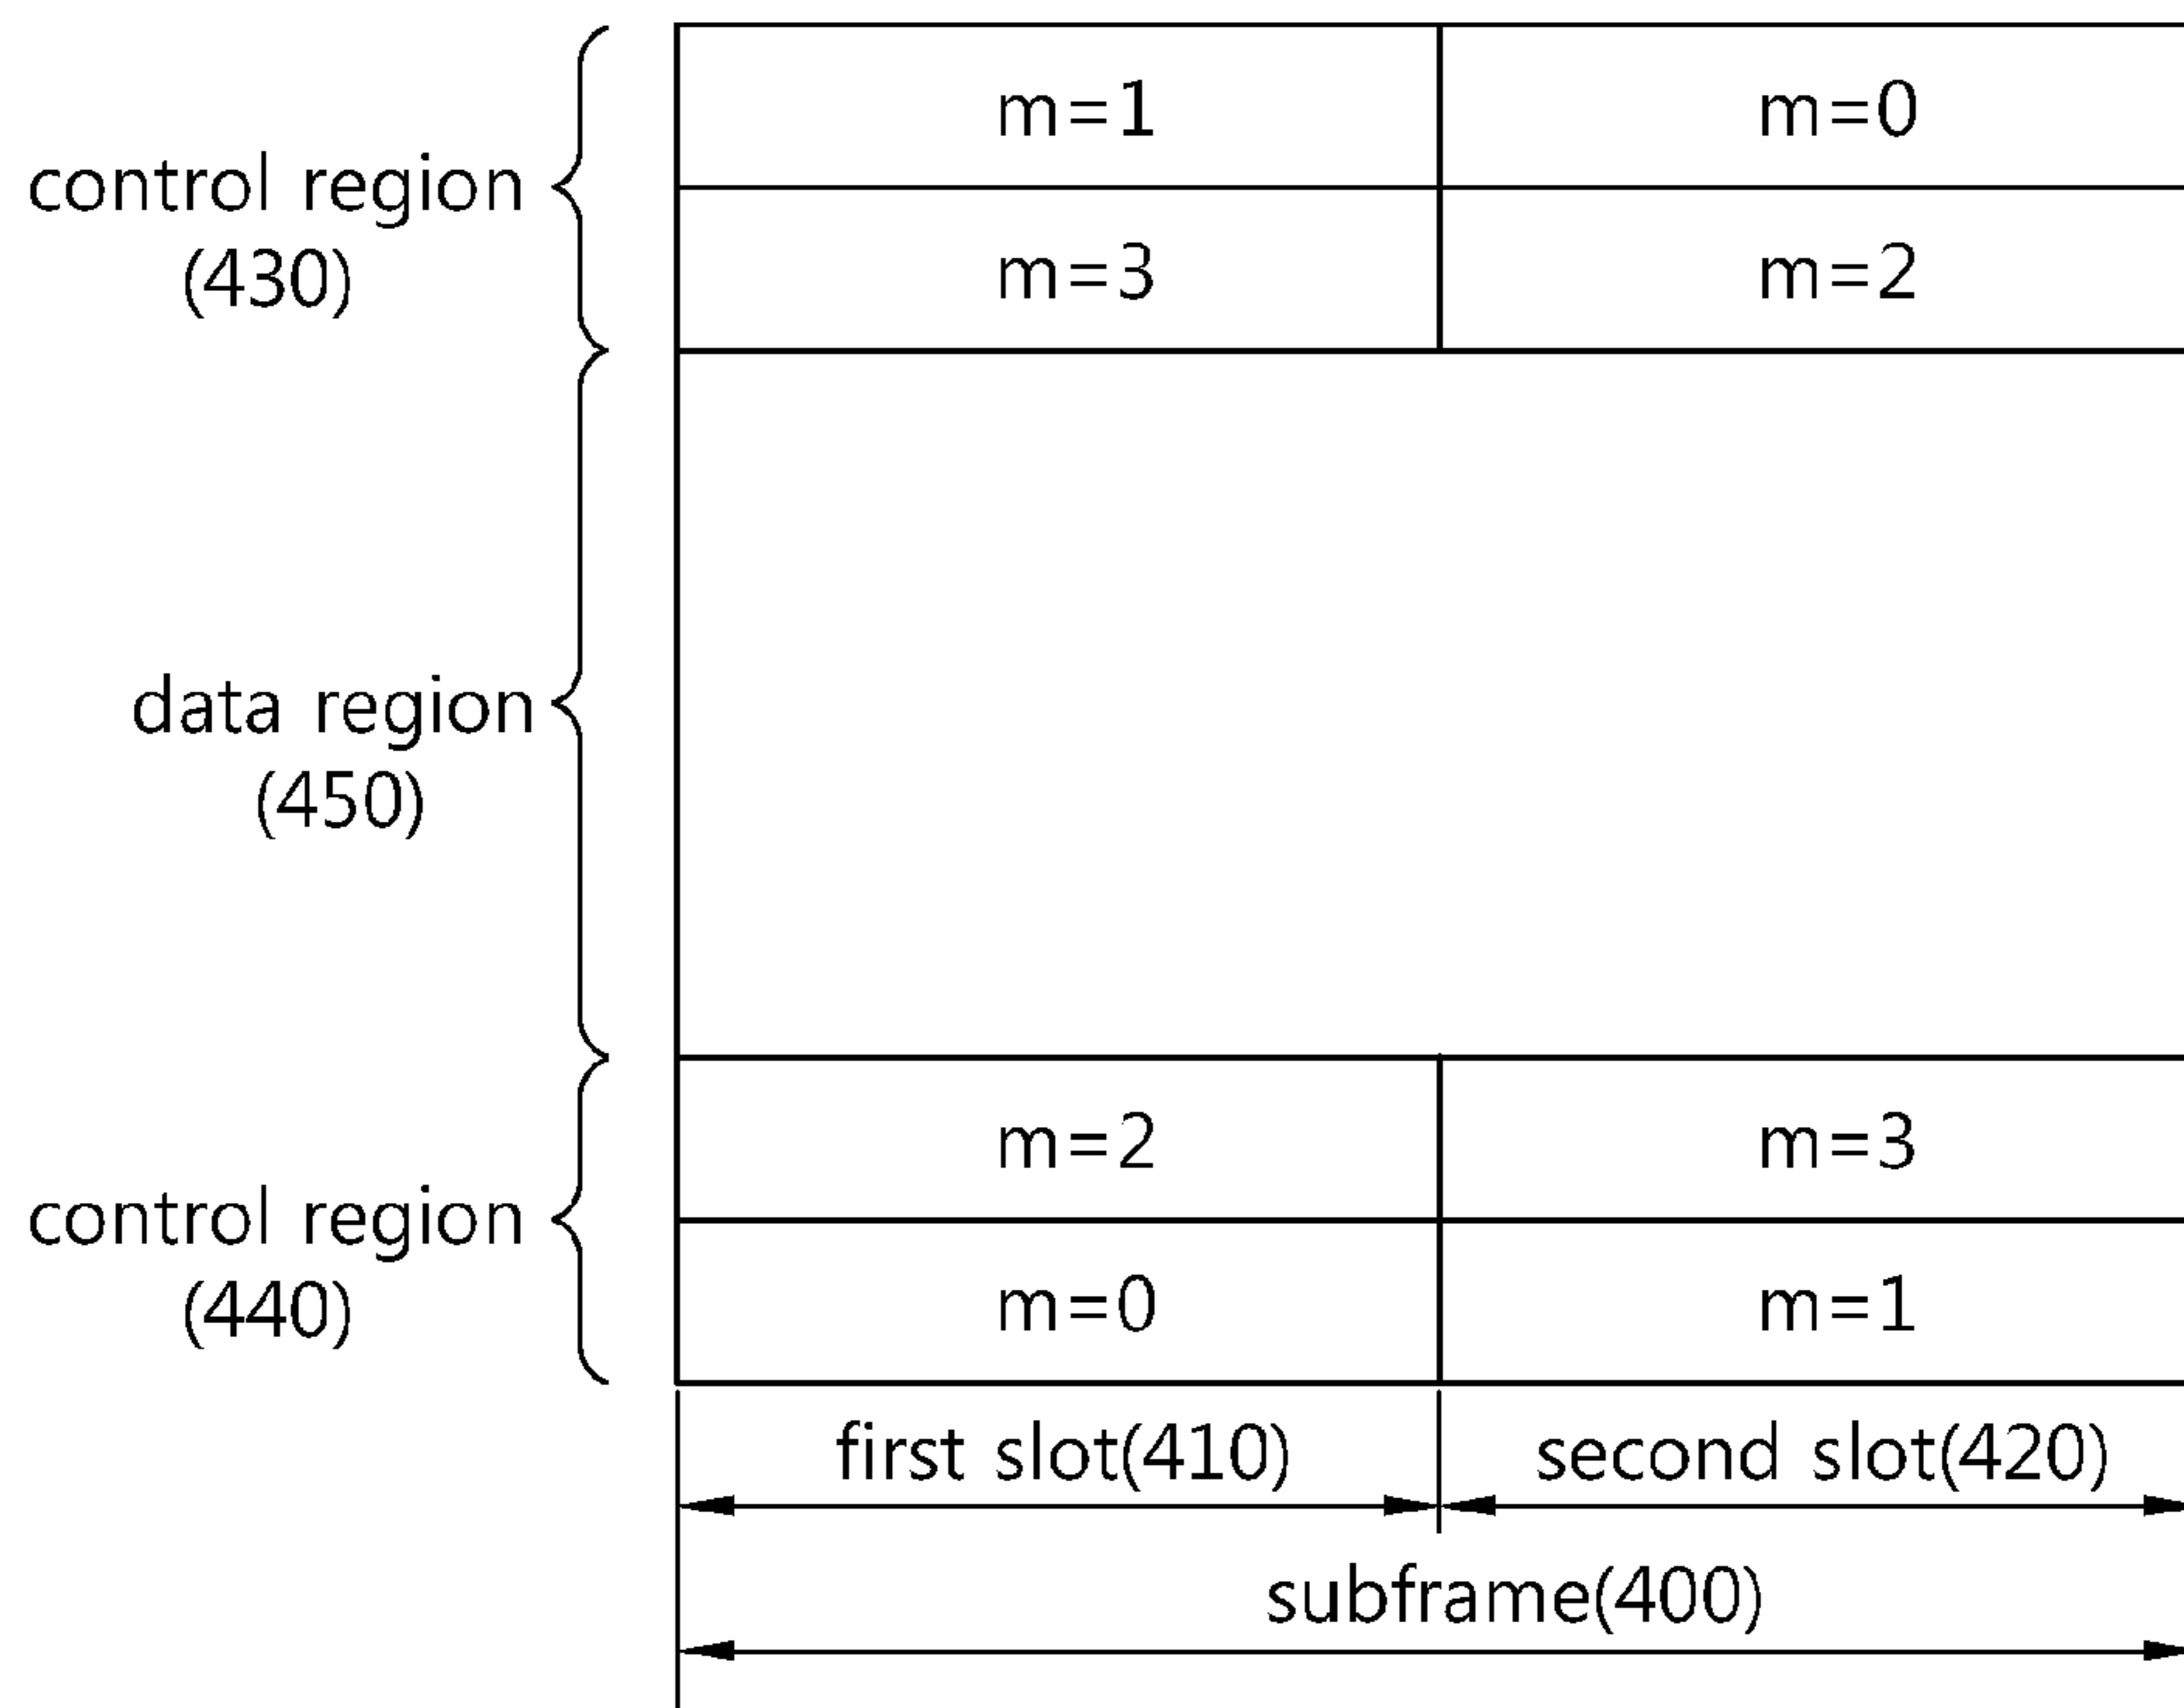 m=1 m=0
control region
(430)
m=3 m=2
data region
(450)
m=2 m=3
control region
(440)
m=0 m=1
first slot(410) second slot(420)
subframe(400)